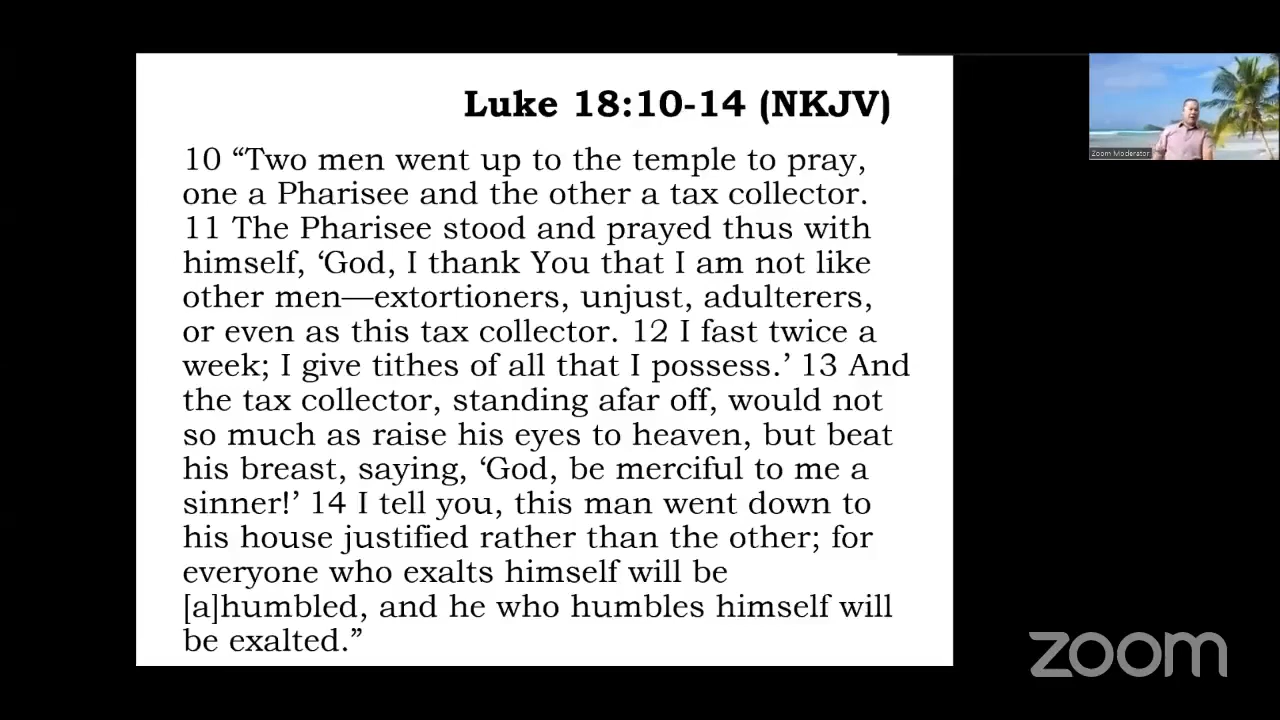 Luke 18:10-14 (NKJV)
10 “Two men went up to the temple to pray,
one a Pharisee and the other a tax collector.
11 The Pharisee stood and prayed thus with
himself, ‘God, I thank You that I am not like
other men—extortioners, unjust, adulterers,
or even as this tax collector. 12 I fast twice a
week; I give tithes of all that I possess.’ 13 And
the tax collector, standing afar off, would not
so much as raise his eyes to heaven, but beat
his breast, saying, ‘God, be merciful to me a
sinner!’ 14 I tell you, this man went down to
his house justified rather than the other; for
everyone who exalts himself will be
[a]humbled, and he who humbles himself will
be exalted.”
Zoom Moderator
zoom